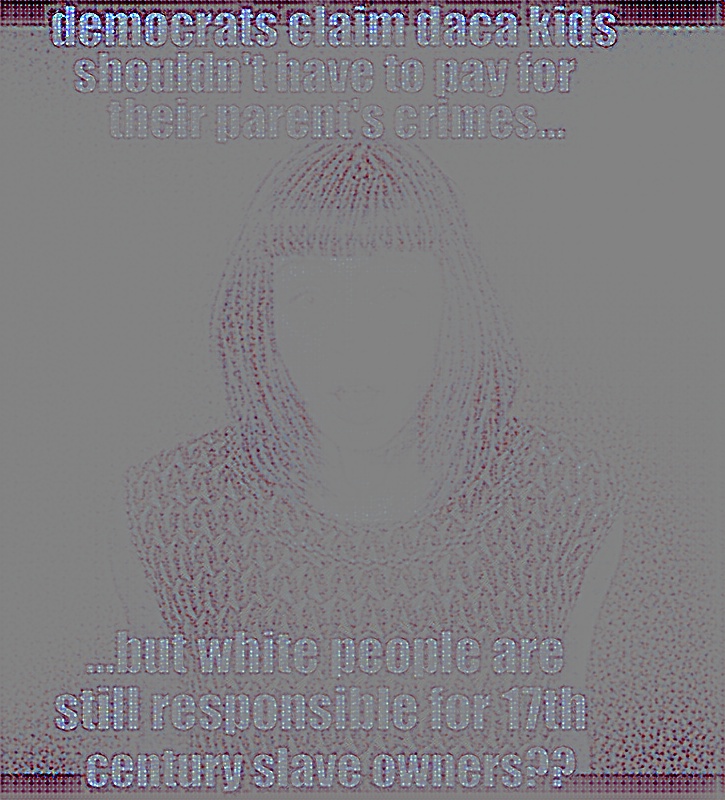 democrats claim daca kids
shouldn't have to pay for
their parent's crimes...
...but white people are
still responsible for 17th
century slave owners??